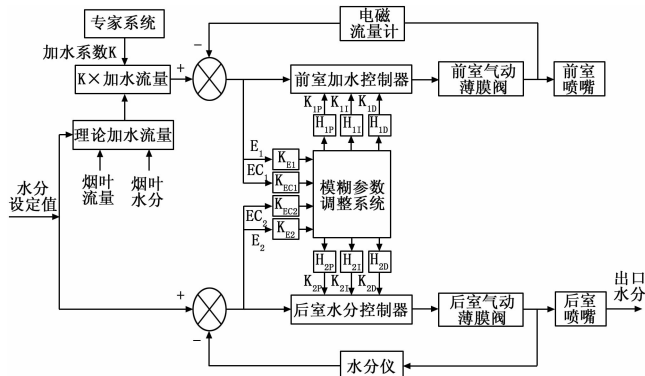 专家系统
电磁
流量计
加水系数K
−
+
K×加水流量
前室加水控制器
前室气动
薄膜阀
前室
喷嘴
K1P K1I K1D
H1P H1I H1D
理论加水流量
E1
KE1
EC1
KEC1
模糊参数
调整系统
烟叶
流量
烟叶
水分
水分
设定值
EC2
KEC2
E2
KE2
H2P H2I H2D
K2P K2I K2D
+
−
后室水分控制器
后室气动
薄膜阀
后室
喷嘴
出口
水分
水分仪